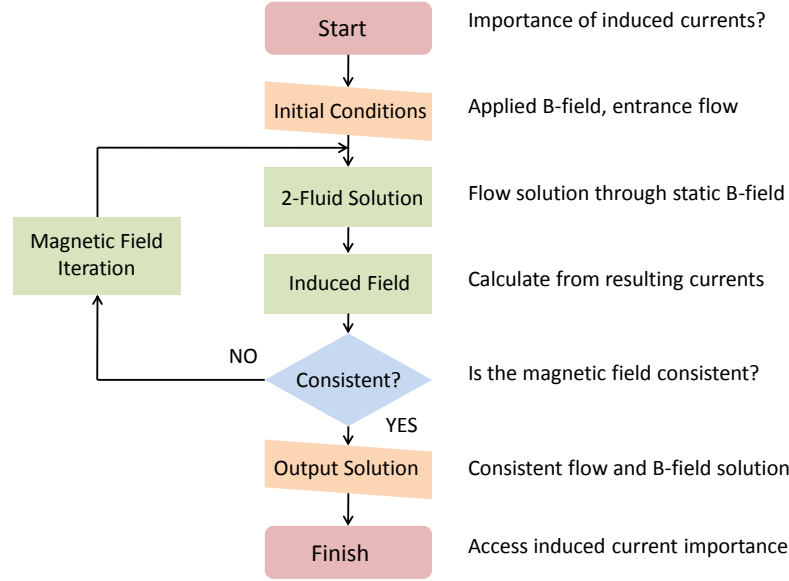 Start
Importance of induced currents?
Initial Conditions
Applied B-field, entrance flow
2-Fluid Solution
Flow solution through static B-field
Magnetic Field
Iteration
Induced Field
Calculate from resulting currents
NO
Consistent?
Is the magnetic field consistent?
YES
Output Solution
Consistent flow and B-field solution
Finish
Access induced current importance